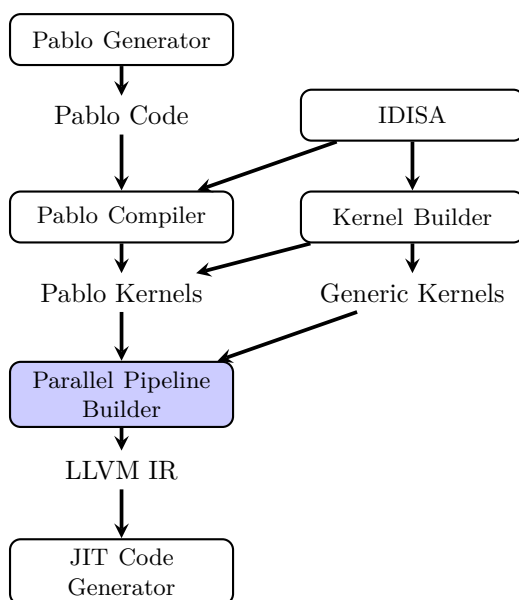 Pablo Generator
Pablo Code
IDISA
Pablo Compiler
Kernel Builder
Pablo Kernels
Generic Kernels
Parallel Pipeline
Builder
LLVM IR
JIT Code
Generator